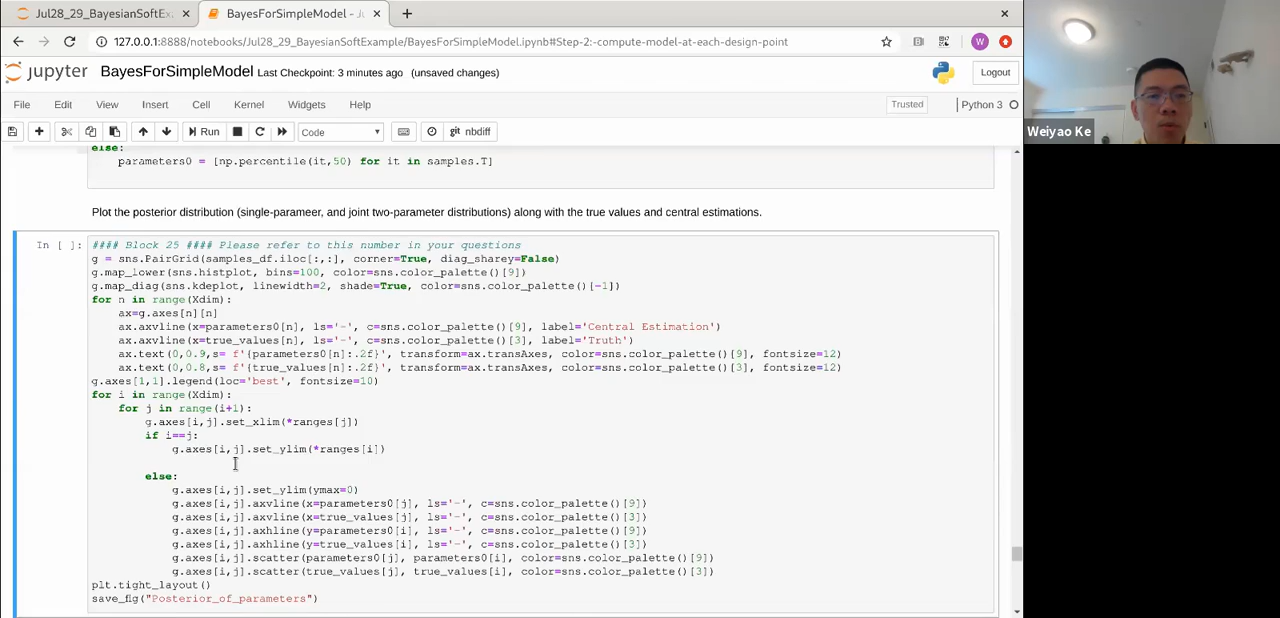 Jul28_29_BayesianSoftEx
BayesForSimpleModel - J
127.0.0.1:8888/notebooks/Jul28_29_BayesianSoftExample/BayesForSimpleModel.ipynb#Step-2:-compute-model-at-each-design-point
W
jupyter BayesForSimpleModel Last Checkpoint: 3 minutes ago (unsaved changes)
Logout
File Edit View Insert Cell Kernel Widgets Help
Trusted
Python 3
Run
Code
nbdiff
Weiyao Ke
else:
parameters0 = [np.percentile(it,50) for it in samples.T]
Plot the posterior distribution (single-parameer, and joint two-parameter distributions) along with the true values and central estimations.
In [ ]:
#### Block 25 #### Please refer to this number in your questions
g = sns.PairGrid(samples_df.iloc[:,:], corner=True, diag_sharey=False)
g.map_lower(sns.histplot, bins=100, color=sns.color_palette()[9])
g.map_diag(sns.kdeplot, linewidth=2, shade=True, color=sns.color_palette()[-1])
for n in range(Xdim):
ax=g.axes[n][n]
ax.axvline(x=parameters0[n], ls='-', c=sns.color_palette()[9], label='Central Estimation')
ax.axvline(x=true_values[n], ls='-', c=sns.color_palette()[3], label='Truth')
ax.text(0,0.9,s= f'{parameters0[n]:.2f}', transform=ax.transAxes, color=sns.color_palette()[9], fontsize=12)
ax.text(0,0.8,s= f'{true_values[n]:.2f}', transform=ax.transAxes, color=sns.color_palette()[3], fontsize=12)
g.axes[1,1].legend(loc='best', fontsize=10)
for i in range(Xdim):
for j in range(i+1):
g.axes[i,j].set_xlim(*ranges[j])
if i==j:
g.axes[i,j].set_ylim(*ranges[i])
else:
g.axes[i,j].set_ylim(ymax=0)
g.axes[i,j].axvline(x=parameters0[j], ls='-', c=sns.color_palette()[9])
g.axes[i,j].axvline(x=true_values[j], ls='-', c=sns.color_palette()[3])
g.axes[i,j].axhline(y=parameters0[i], ls='-', c=sns.color_palette()[9])
g.axes[i,j].axhline(y=true_values[i], ls='-', c=sns.color_palette()[3])
g.axes[i,j].scatter(parameters0[j], parameters0[i], color=sns.color_palette()[9])
g.axes[i,j].scatter(true_values[j], true_values[i], color=sns.color_palette()[3])
plt.tight_layout()
save_fig("Posterior_of_parameters")